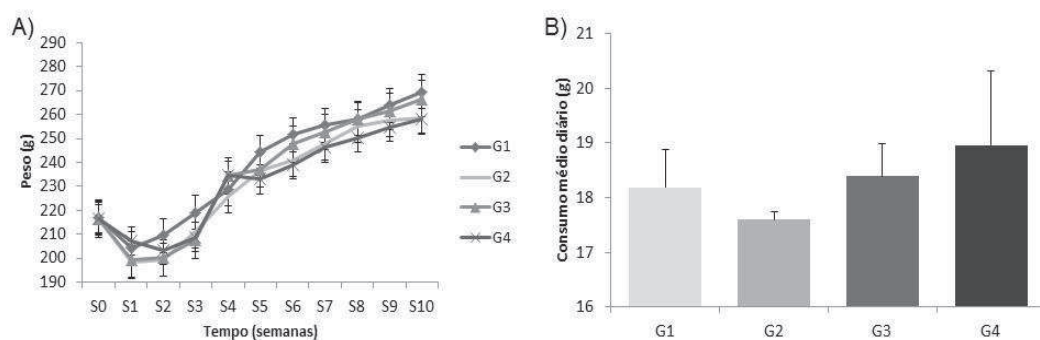 A)
Peso (g)
290
280
270
260
250
240
230
220
210
200
190
S0 S1 S2 S3 S4 S5 S6 S7 S8 S9 S10
Tempo (semanas)
G1
G2
G3
G4
B)
Consumo médio diário (g)
21
20
19
18
17
16
G1 G2 G3 G4